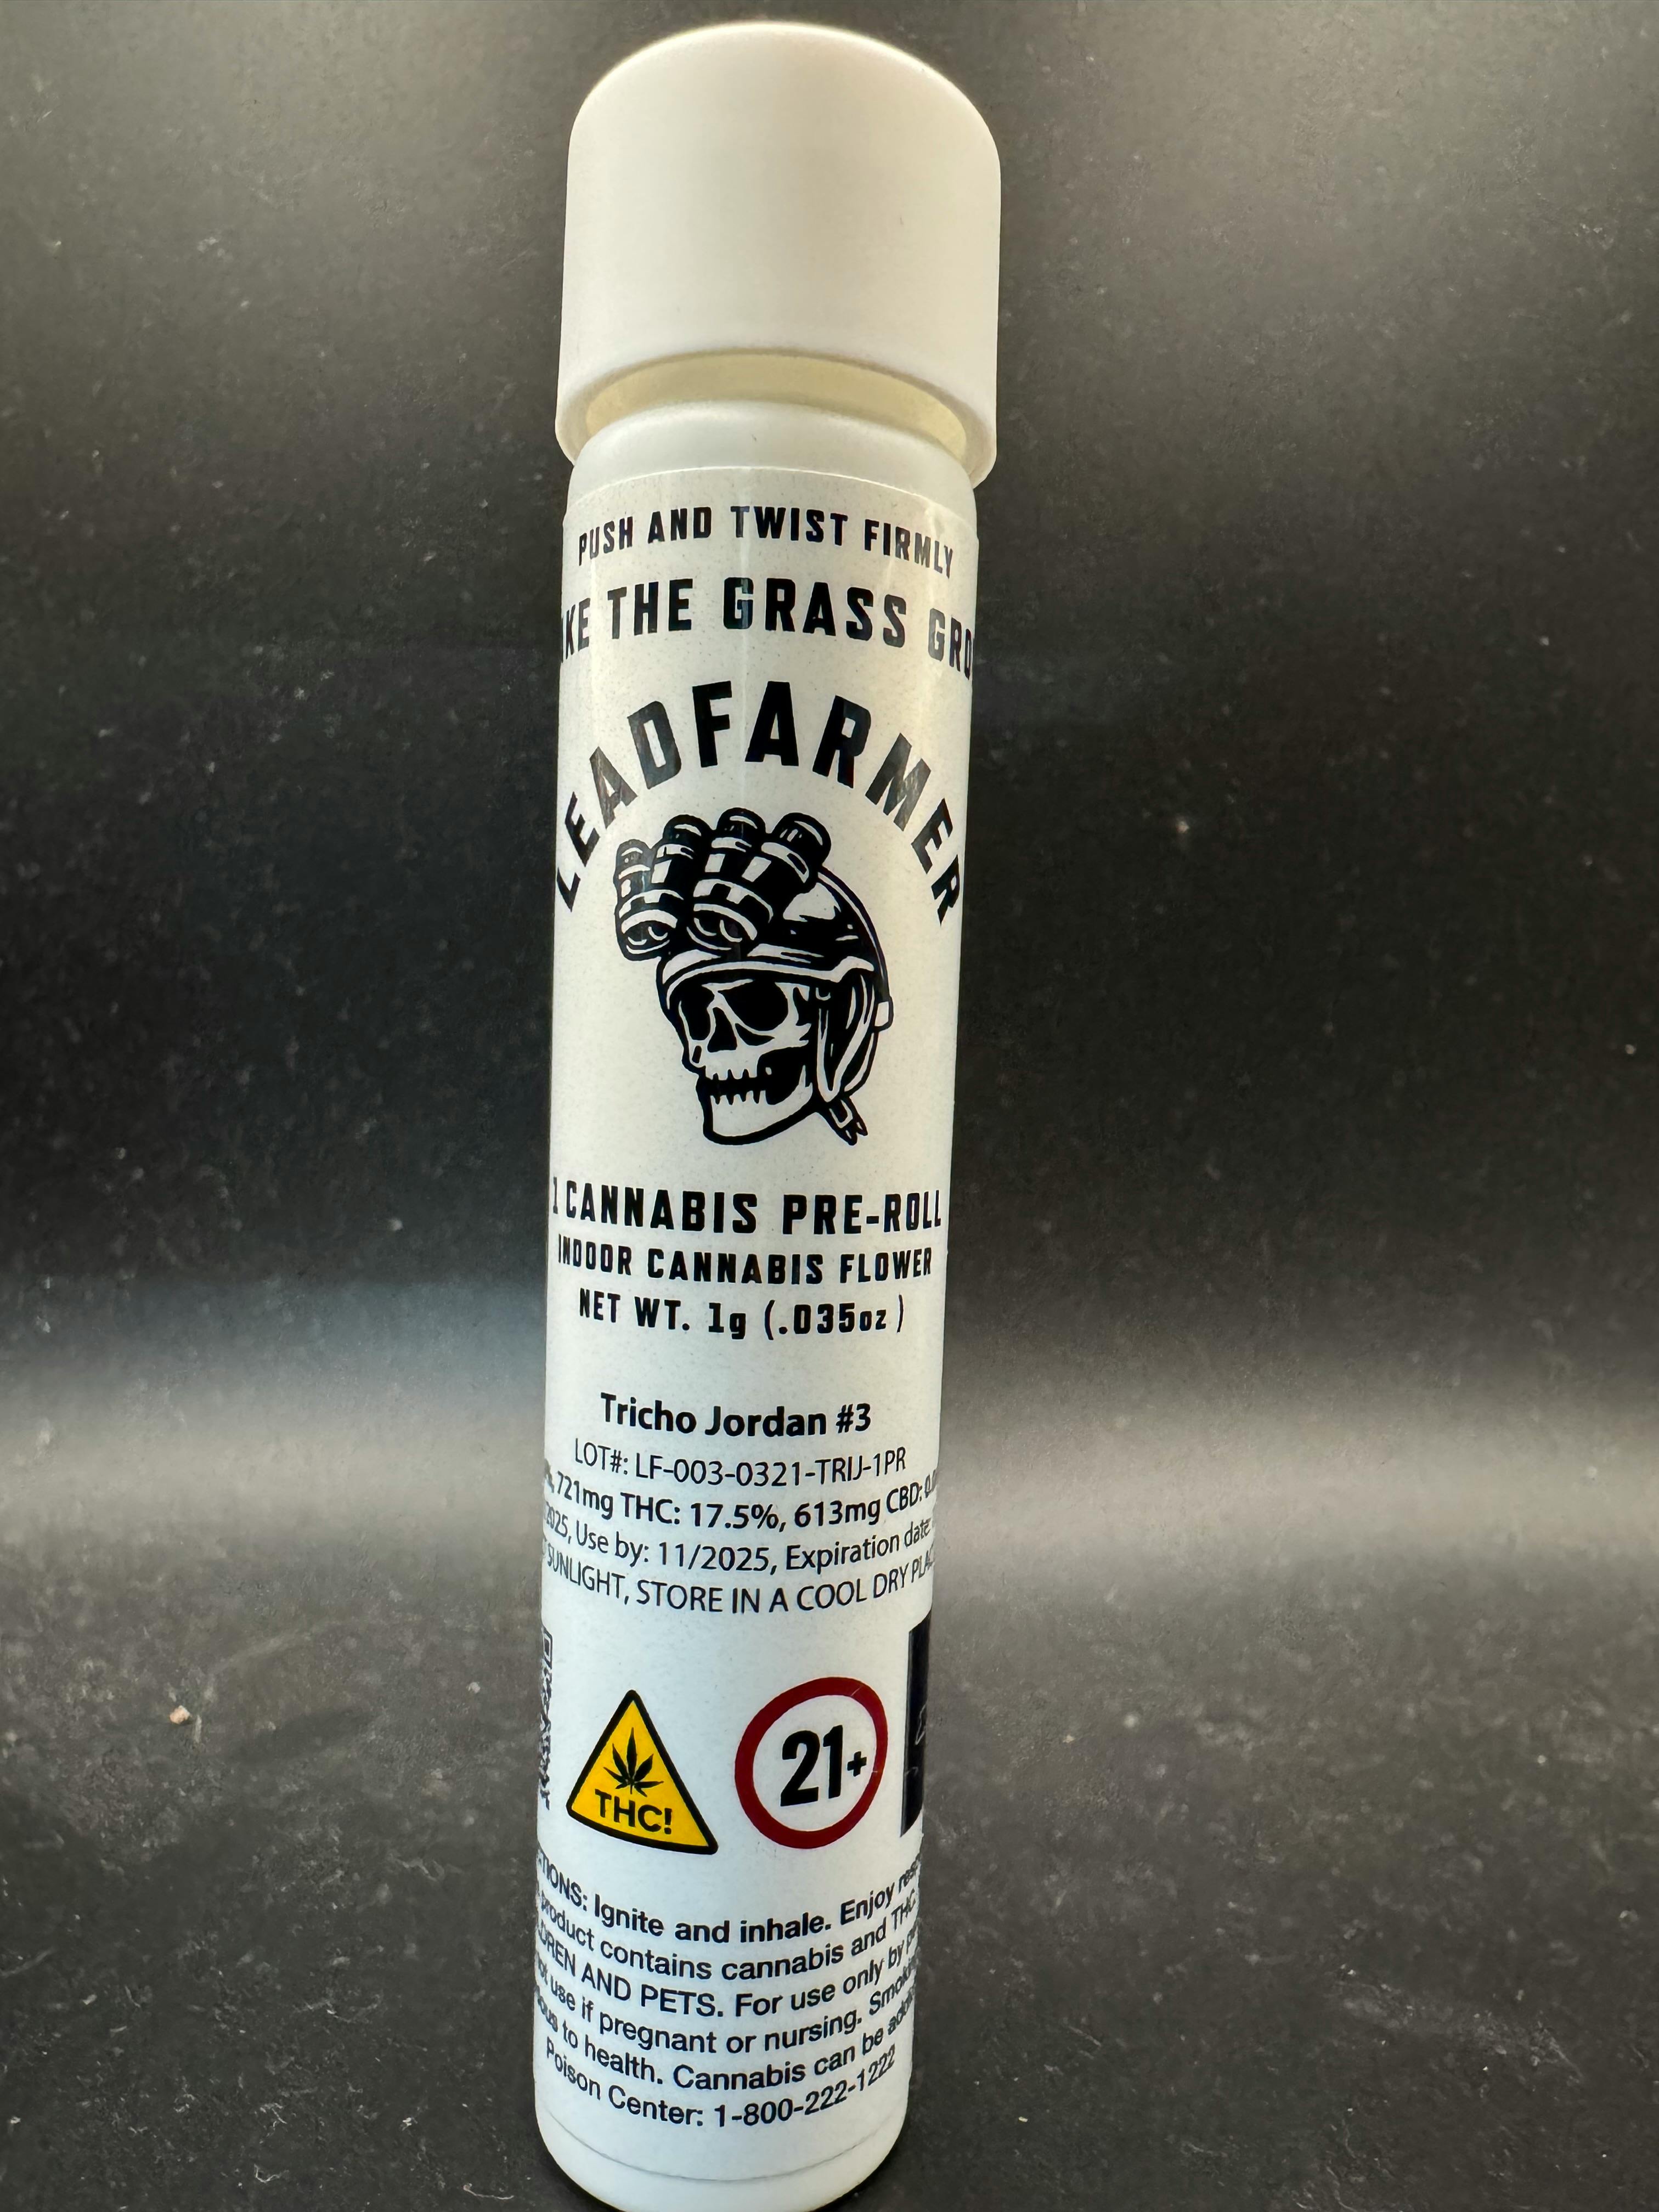 PUSH AND TWIST FIRMLY
KE THE GRASS GRO
LEADFARMER
1 CANNABIS PRE-ROLL
INDOOR CANNABIS FLOWER
NET WT. 1g (.035oz)
Tricho Jordan #3
LOT#: LF-003-0321-TRIJ-1PR
721mg THC: 17.5%, 613mg CBD:
2025, Use by: 11/2025, Expiration date:
SUNLIGHT, STORE IN A COOL DRY PLAC
THC!
21+
TIONS: Ignite and inhale. Enjoy
product contains cannabis and THC.
DREN AND PETS. For use only by
use if pregnant or nursing. Smoking
to health. Cannabis can be
Poison Center: 1-800-222-1222